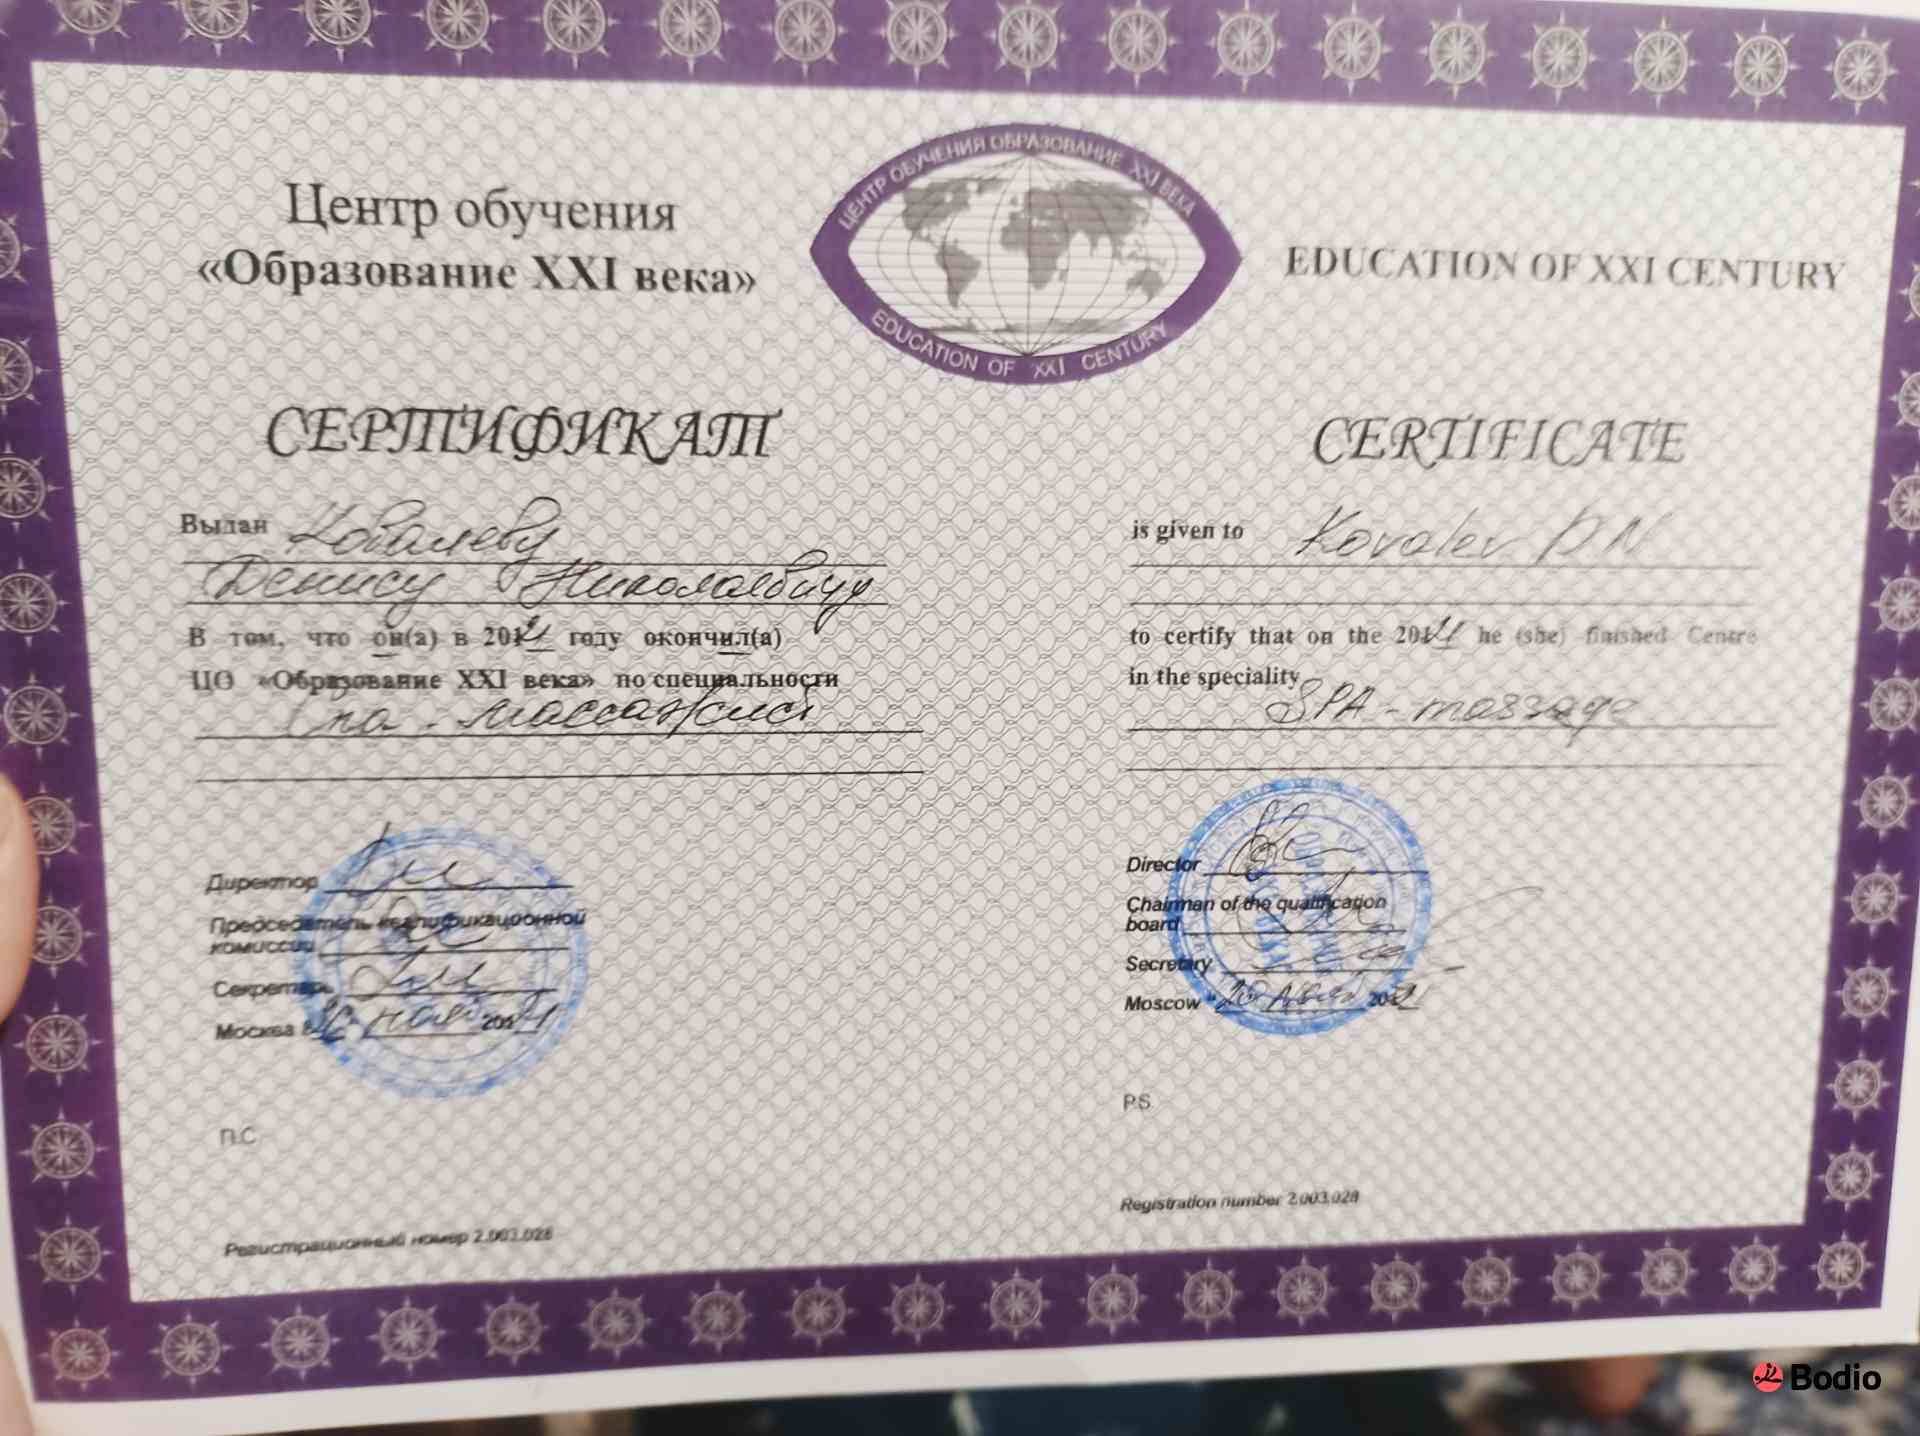 ЦЕНТР ОБУЧЕНИЯ ОБРАЗОВАНИЕ XXI ВЕКА
EDUCATION OF XXI CENTURY
Центр обучения
«Образование XXI века»
СЕРТИФИКАТ
Выдан Ковалеву
Денису Николаевичу
В том, что он(а) в 2021 году окончил(а)
ЦО «Образование XXI века» по специальности
Спа-массажист
Директор
Председатель квалификационной
комиссии
Секретарь
Москва
П.С
Регистрационный номер 2.003.028
EDUCATION OF XXI CENTURY
CERTIFICATE
is given to Kovalev DN
to certify that on the 2021 he (she) finished Centre
in the speciality
SPA-massage
Director
Chairman of the qualification
board
Secretary
Moscow
P.S
Registration number 2.003.028
Bodio